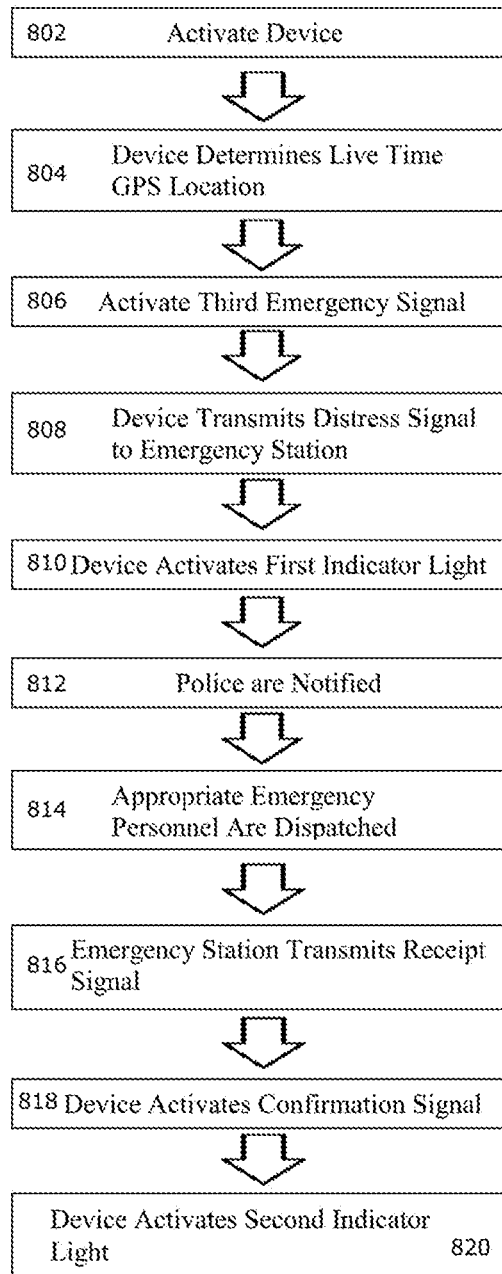 802 Activate Device
Device Determines Live Time
804
GPS Location
806 Activate Third Emergency Signal
Device Transmits Distress Signal
808
to Emergency Station
810 Device Activates First Indicator Light
812 Police are Notified
Appropriate Emergency
814
Personnel Are Dispatched
Emergency Station Transmits Receipt
816
Signal
818 Device Activates Confirmation Signal
Device Activates Second Indicator
Light 820